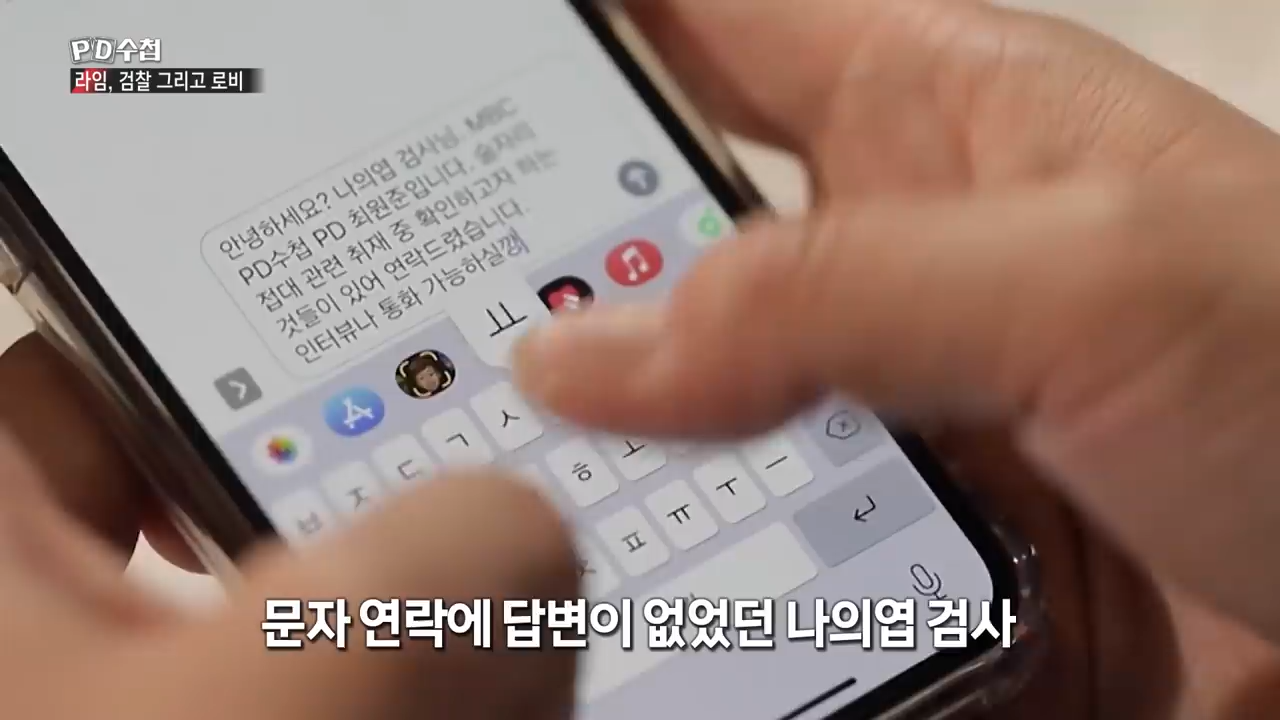 PD수첩
라임, 검찰 그리고 로비
안녕하세요? 나의엽 검사님. MBC
PD수첩 PD 최원준입니다. 술자리
접대 관련 취재 중 확인하고자 하는
것들이 있어 연락드렸습니다.
인터뷰나 통화 가능하실깡
ㅛ
ㅂ ㅈ ㄷ ㄱ ㅅ
ㅎ ㅗ ㅡ
ㅍ ㅠ ㅜ
문자 연락에 답변이 없었던 나의엽 검사